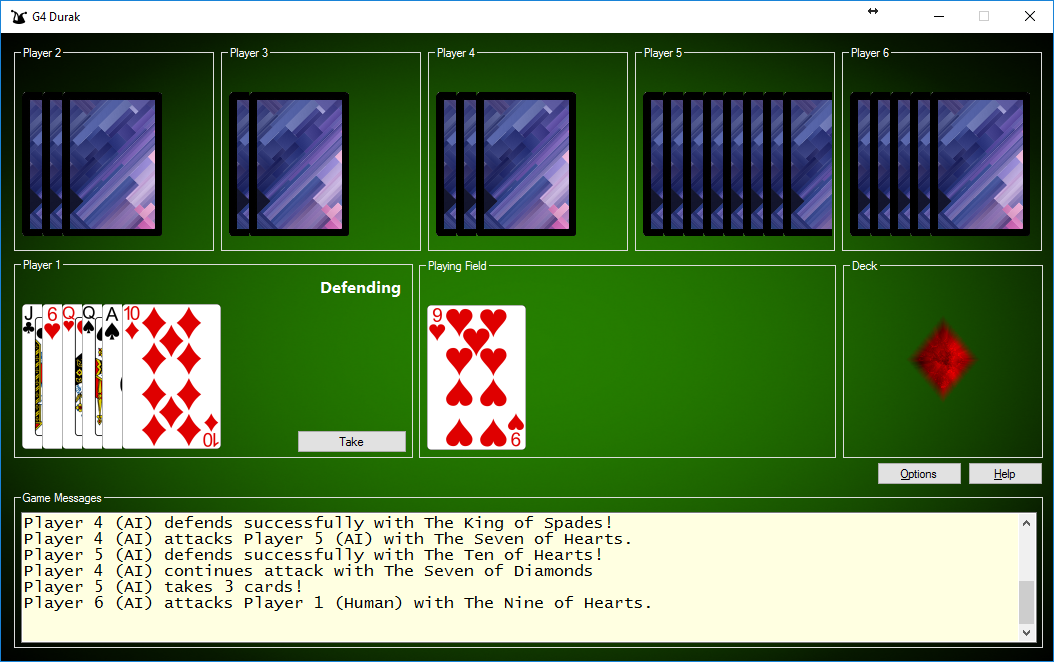 G4 Durak
Player 2
Player 3
Player 4
Player 5
Player 6
Player 1
Defending
J 6 Q Q A 10
10
Take
Playing Field
9
9
Deck
Options
Help
Game Messages
Player 4 (AI) defends successfully with The King of Spades!
Player 4 (AI) attacks Player 5 (AI) with The Seven of Hearts.
Player 5 (AI) defends successfully with The Ten of Hearts!
Player 4 (AI) continues attack with The Seven of Diamonds
Player 5 (AI) takes 3 cards!
Player 6 (AI) attacks Player 1 (Human) with The Nine of Hearts.